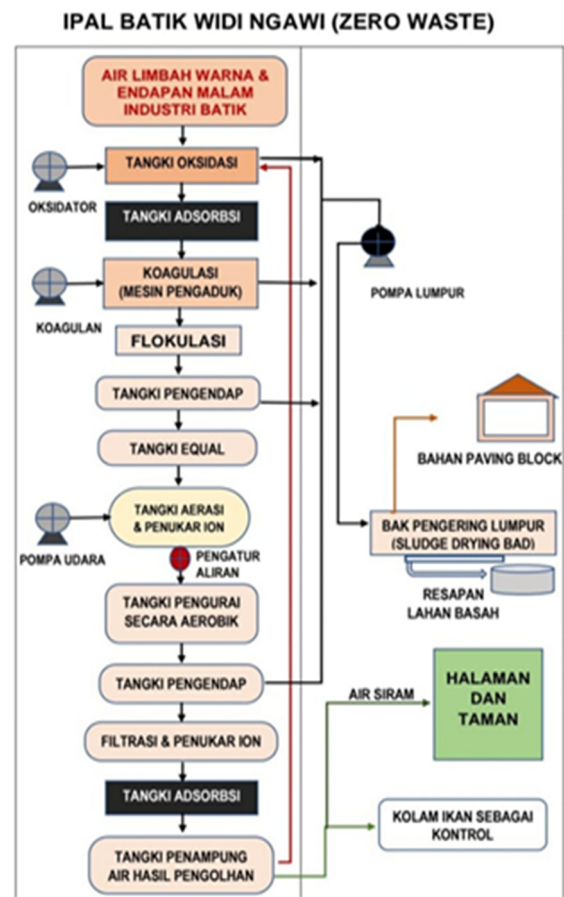 IPAL BATIK WIDI NGAWI (ZERO WASTE)
AIR LIMBAH WARNA &
ENDAPAN MALAM
INDUSTRI BATIK
TANGKI OKSIDASI
OKSIDATOR
TANGKI ADSORBSI
KOAGULASI
(MESIN PENGADUK)
KOAGULAN
FLOKULASI
TANGKI PENGENDAP
TANGKI EQUAL
TANGKI AERASI
& PENUKAR ION
POMPA UDARA
PENGATUR
ALIRAN
TANGKI PENGURAI
SECARA AEROBIK
TANGKI PENGENDAP
FILTRASI & PENUKAR ION
TANGKI ADSORBSI
TANGKI PENAMPUNG
AIR HASIL PENGOLHAN
POMPA LUMPUR
BAHAN PAVING BLOCK
BAK PENGERING LUMPUR
(SLUDGE DRYING BAD)
RESAPAN
LAHAN BASAH
AIR SIRAM
HALAMAN
DAN
TAMAN
KOLAM IKAN SEBAGAI
KONTROL